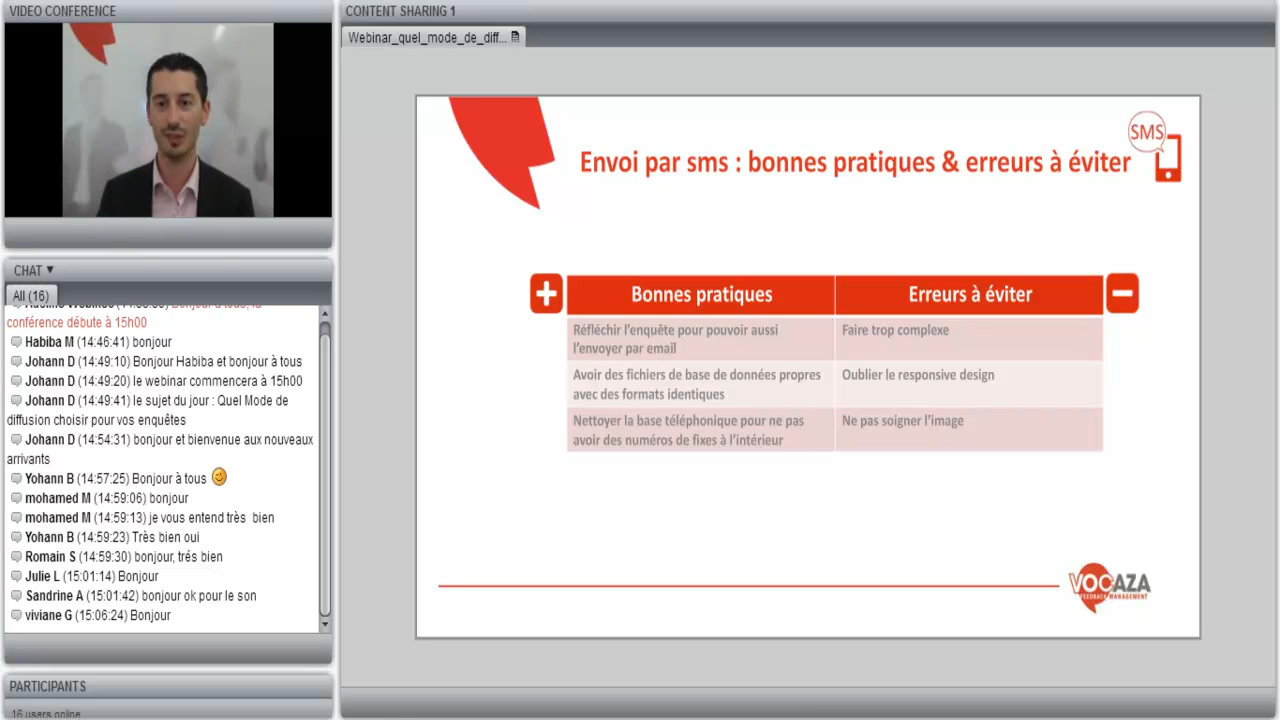 VIDEO CONFERENCE
CONTENT SHARING 1
Webinar_quel_mode_de_diff...
CHAT
All (16)
conférence débute à 15h00
Habiba M (14:46:41) bonjour
Johann D (14:49:10) Bonjour Habiba et bonjour à tous
Johann D (14:49:20) le webinar commencera à 15h00
Johann D (14:49:41) le sujet du jour : Quel Mode de
diffusion choisir pour vos enquêtes
Johann D (14:54:31) bonjour et bienvenue aux nouveaux
arrivants
Yohann B (14:57:25) Bonjour à tous
mohamed M (14:59:06) bonjour
mohamed M (14:59:13) je vous entend très bien
Yohann B (14:59:23) Très bien oui
Romain S (14:59:30) bonjour, trés bien
Julie L (15:01:14) Bonjour
Sandrine A (15:01:42) bonjour ok pour le son
viviane G (15:06:24) Bonjour
PARTICIPANTS
16 users online
SMS
Envoi par sms : bonnes pratiques & erreurs à éviter
Bonnes pratiques
Erreurs à éviter
Réfléchir l'enquête pour pouvoir aussi
l'envoyer par email
Faire trop complexe
Avoir des fichiers de base de données propres
avec des formats identiques
Oublier le responsive design
Nettoyer la base téléphonique pour ne pas
avoir des numéros de fixes à l'intérieur
Ne pas soigner l'image
VOCAZA
FEEDBACK MANAGEMENT